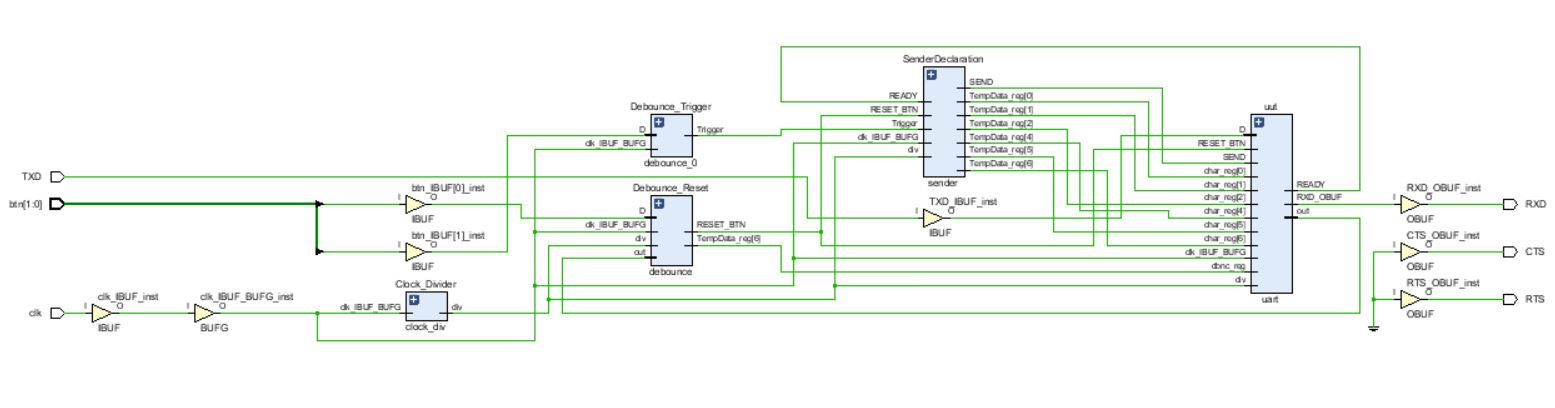 SenderDeclaration
SEND
READY
TempData_reg[0]
RESET_BTN
TempData_reg[1]
Trigger
TempData_reg[2]
clk_IBUF_BUFG
TempData_reg[4]
div
TempData_reg[5]
TempData_reg[6]
sender
Debounce_Trigger
D
Trigger
clk_IBUF_BUFG
debounce_0
uut
D
RESET_BTN
SEND
char_reg[0]
char_reg[1]
char_reg[2]
char_reg[4]
char_reg[5]
char_reg[6]
clk_IBUF_BUFG
dbnc_reg
div
READY
RXD_OBUF
out
uart
TXD
btn[1:0]
btn_IBUF[0]_inst
I
O
IBUF
btn_IBUF[1]_inst
I
O
IBUF
Debounce_Reset
D
clk_IBUF_BUFG
div
out
RESET_BTN
TempData_reg[6]
debounce
TXD_IBUF_inst
I
O
IBUF
RXD_OBUF_inst
I
O
OBUF
RXD
CTS_OBUF_inst
I
O
OBUF
CTS
RTS_OBUF_inst
I
O
OBUF
RTS
clk
clk_IBUF_inst
I
O
IBUF
clk_IBUF_BUFG_inst
I
O
BUFG
Clock_Divider
clk_IBUF_BUFG
div
clock_div